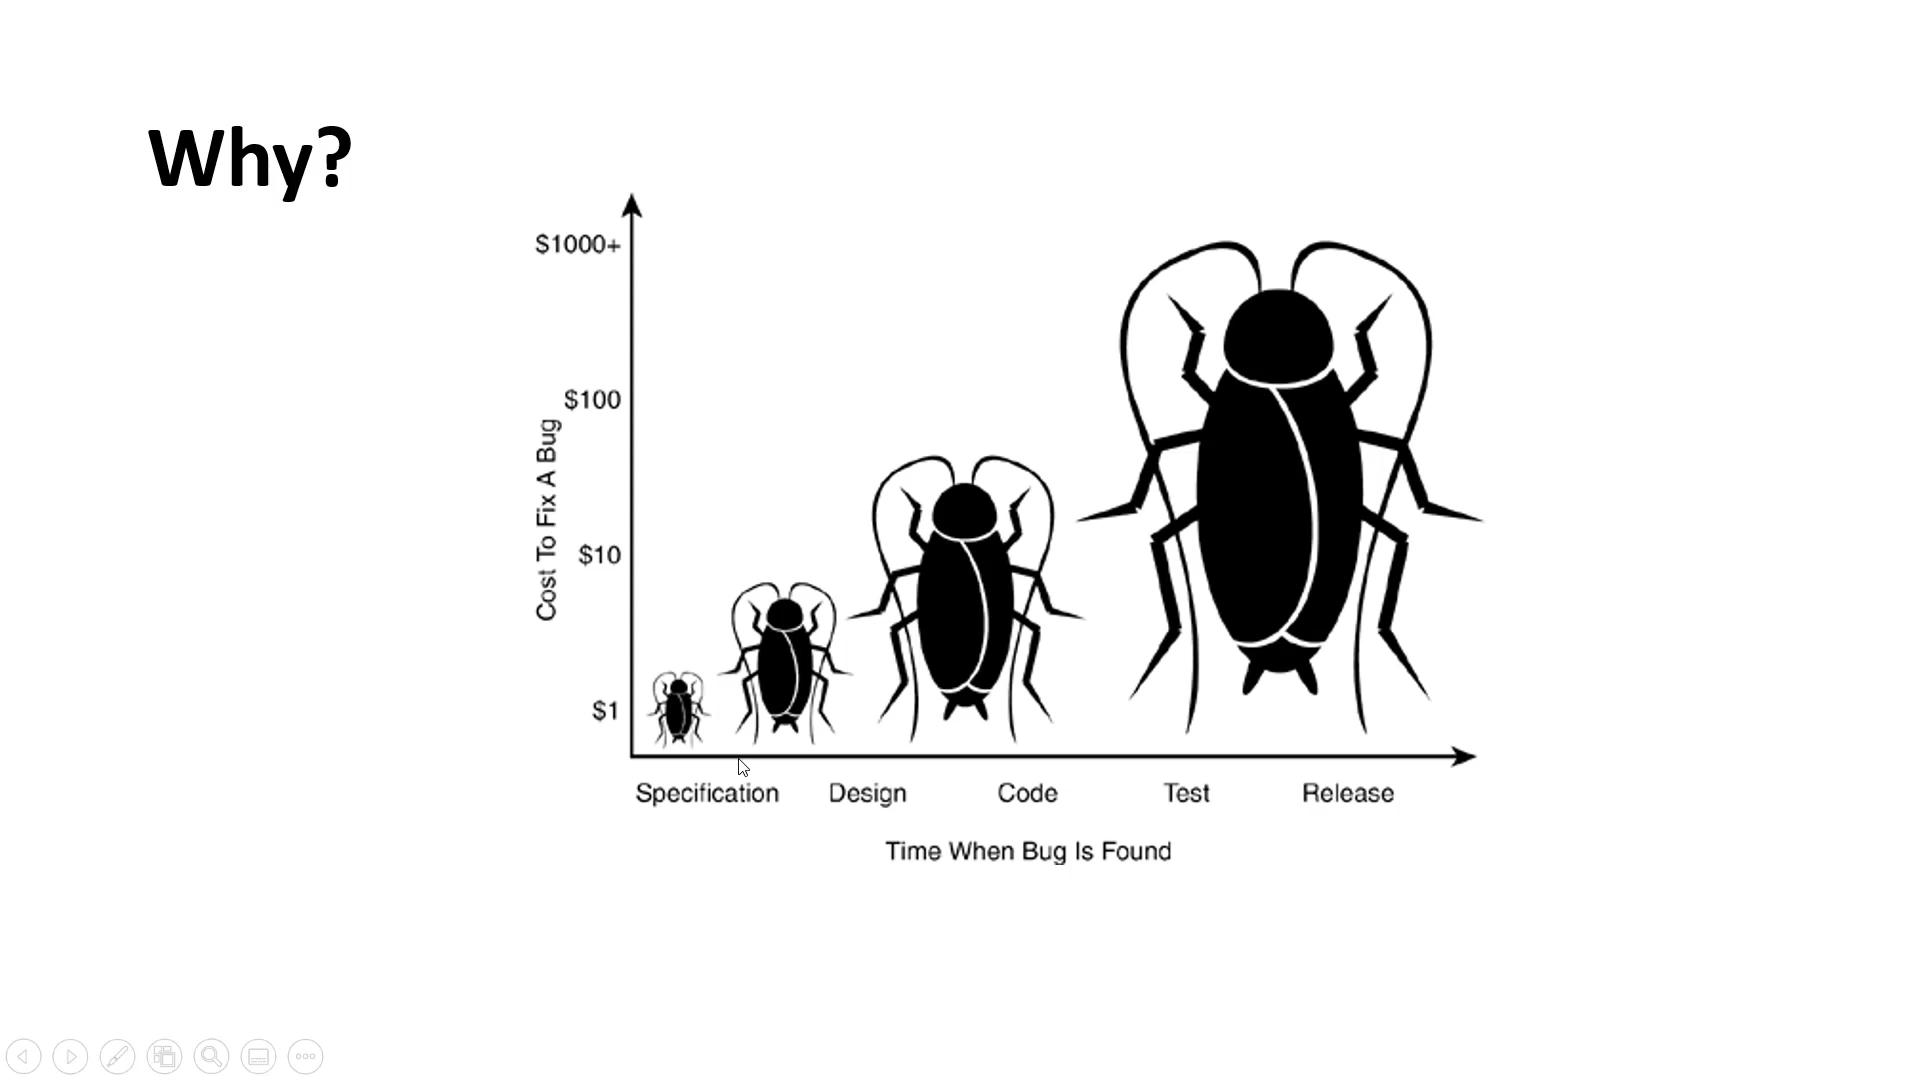 Why?
$1000+
$100
$10
$1
Cost To Fix A Bug
Specification Design Code Test Release
Time When Bug Is Found